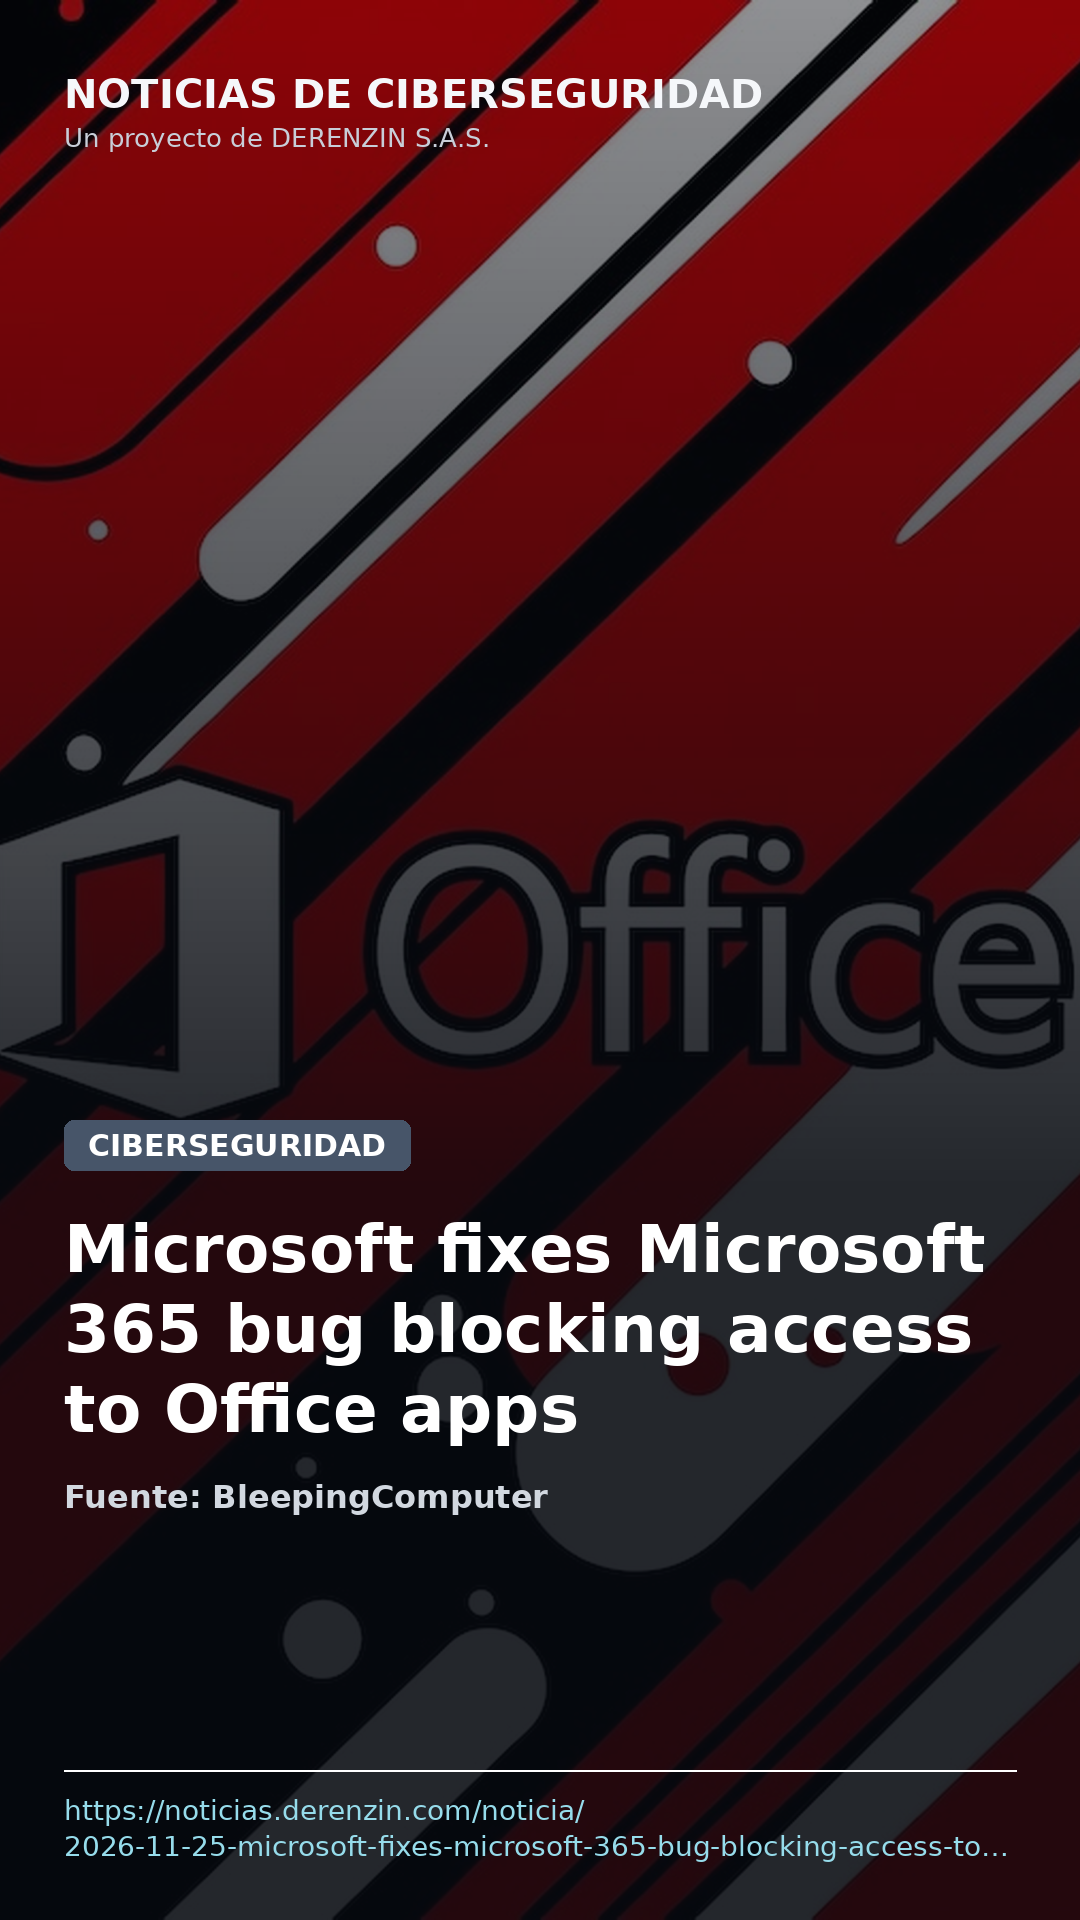 NOTICIAS DE CIBERSEGURIDAD
Un proyecto de DERENZIN S.A.S.
Office
CIBERSEGURIDAD
Microsoft fixes Microsoft
365 bug blocking access
to Office apps
Fuente: BleepingComputer
https://noticias.derenzin.com/noticia/
2026-11-25-microsoft-fixes-microsoft-365-bug-blocking-access-to…